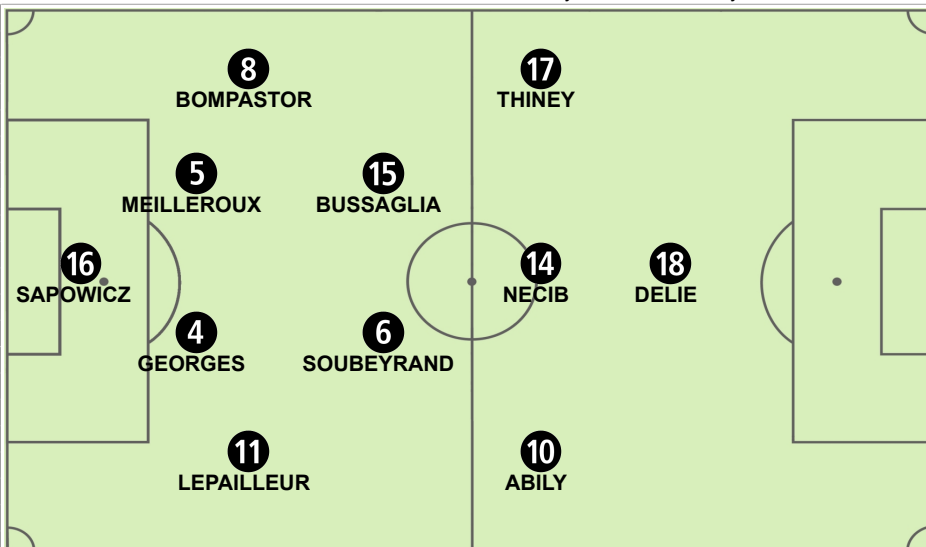 8
BOMPASTOR
17
THINEY
5
MEILLEROUX
15
BUSSAGLIA
16
SAPOWICZ
14
NECIB
18
DELIE
4
GEORGES
6
SOUBEYRAND
11
LEPAILLEUR
10
ABILY